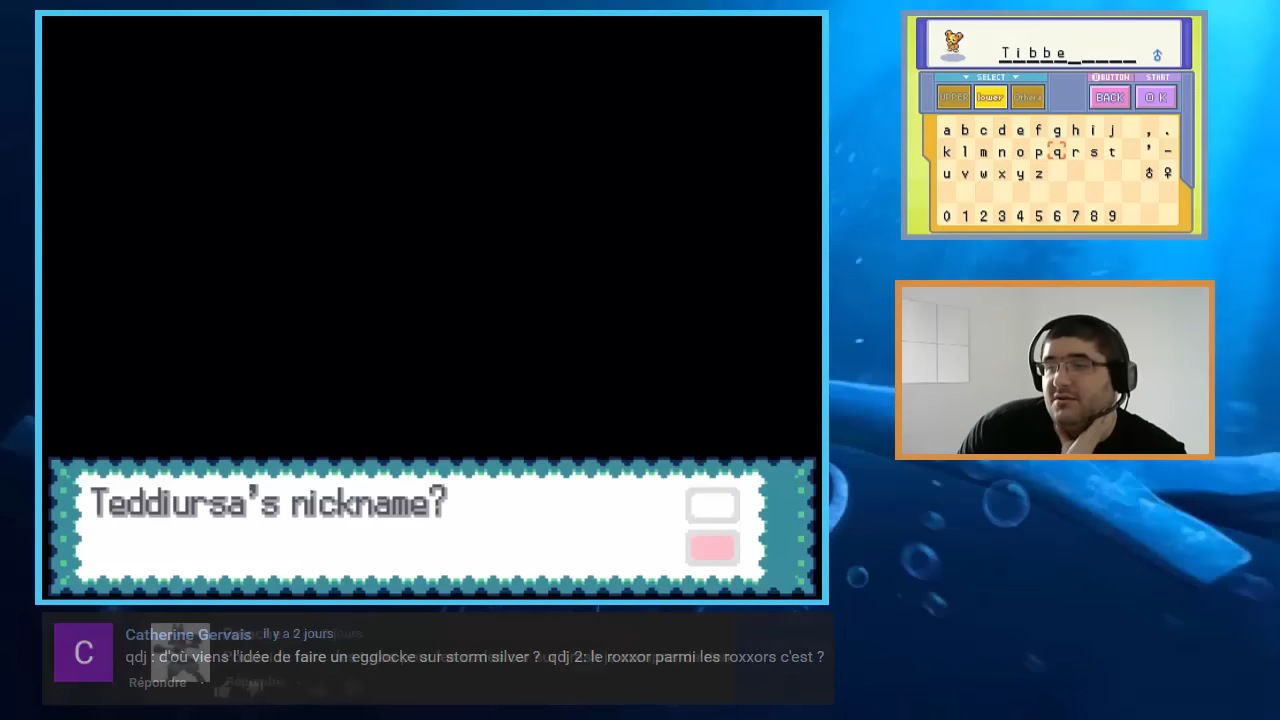 Tibbe_____ ♂
SELECT BUTTON START
UPPER lower Others BACK OK
a b c d e f g h i j , .
k l m n o p q r s t ' -
u v w x y z ♂ ♀
0 1 2 3 4 5 6 7 8 9
Teddiursa's nickname?
C
Catherine Gervais il y a 2 jours
qdj : d'où viens l'idée de faire un egglocke sur storm silver ? qdj 2: le roxxor parmi les roxxors c'est ?
Répondre